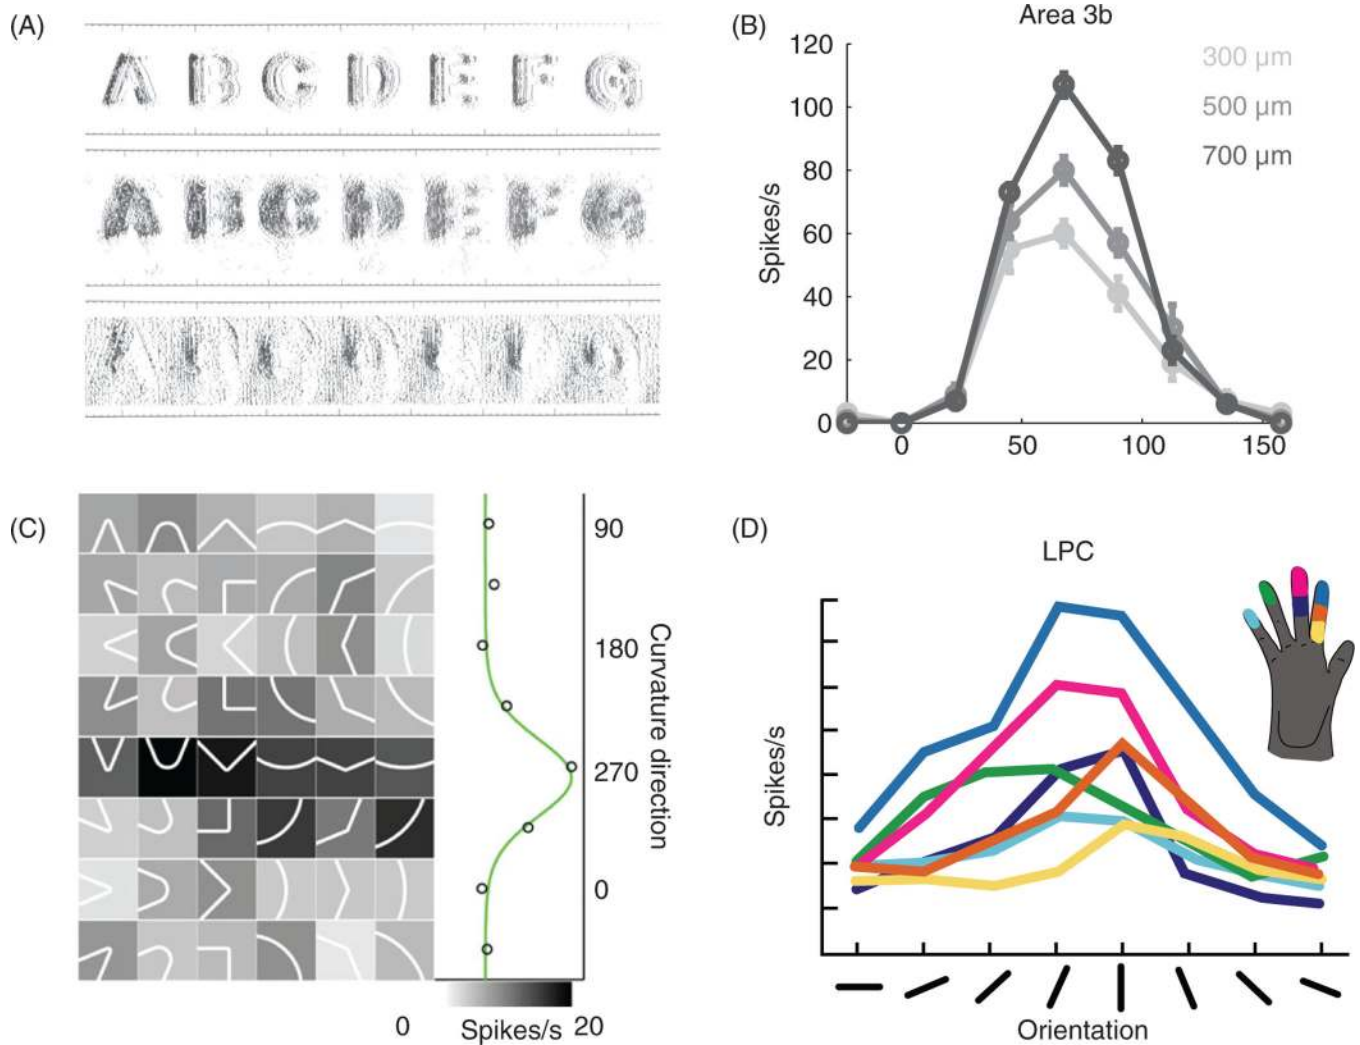 (A)
A B C D E F G
A B C D E F G
(B)
Area 3b
120
100
80
60
40
20
0
Spikes/s
300 µm
500 µm
700 µm
0
50
100
150
(C)
90
180
270
0
Curvature direction
0
Spikes/s
20
(D)
LPC
Spikes/s
Orientation